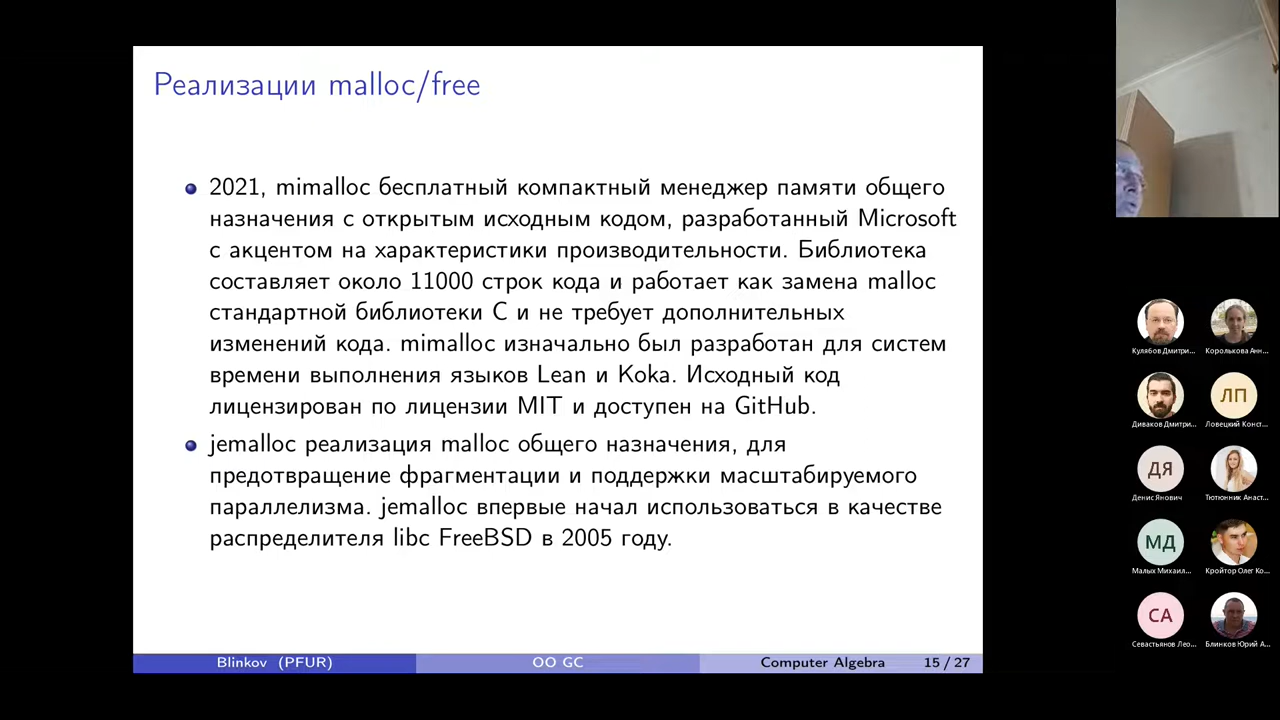 Реализации malloc/free
2021, mimalloc бесплатный компактный менеджер памяти общего
назначения с открытым исходным кодом, разработанный Microsoft
с акцентом на характеристики производительности. Библиотека
составляет около 11000 строк кода и работает как замена malloc
стандартной библиотеки C и не требует дополнительных
изменений кода. mimalloc изначально был разработан для систем
времени выполнения языков Lean и Koka. Исходный код
лицензирован по лицензии MIT и доступен на GitHub.
jemalloc реализация malloc общего назначения, для
предотвращение фрагментации и поддержки масштабируемого
параллелизма. jemalloc впервые начал использоваться в качестве
распределителя libc FreeBSD в 2005 году.
Blinkov (PFUR) OO GC Computer Algebra 15 / 27
Кулябов Дмитри... Королькова Анн...
ЛП
Диваков Дмитри... Ловецкий Конст...
ДЯ
Денис Янович Тютюнник Анаст...
МД
Малых Михаил... Кройтор Олег Ко...
СА
Севастьянов Лео... Блинков Юрий А...